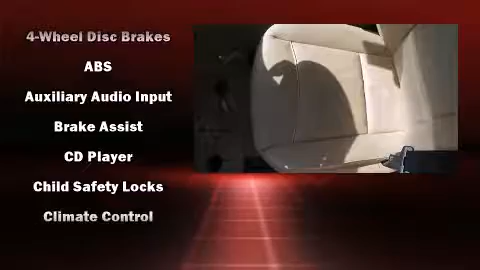 4-Wheel Disc Brakes
ABS
Auxiliary Audio Input
Brake Assist
CD Player
Child Safety Locks
Climate Control